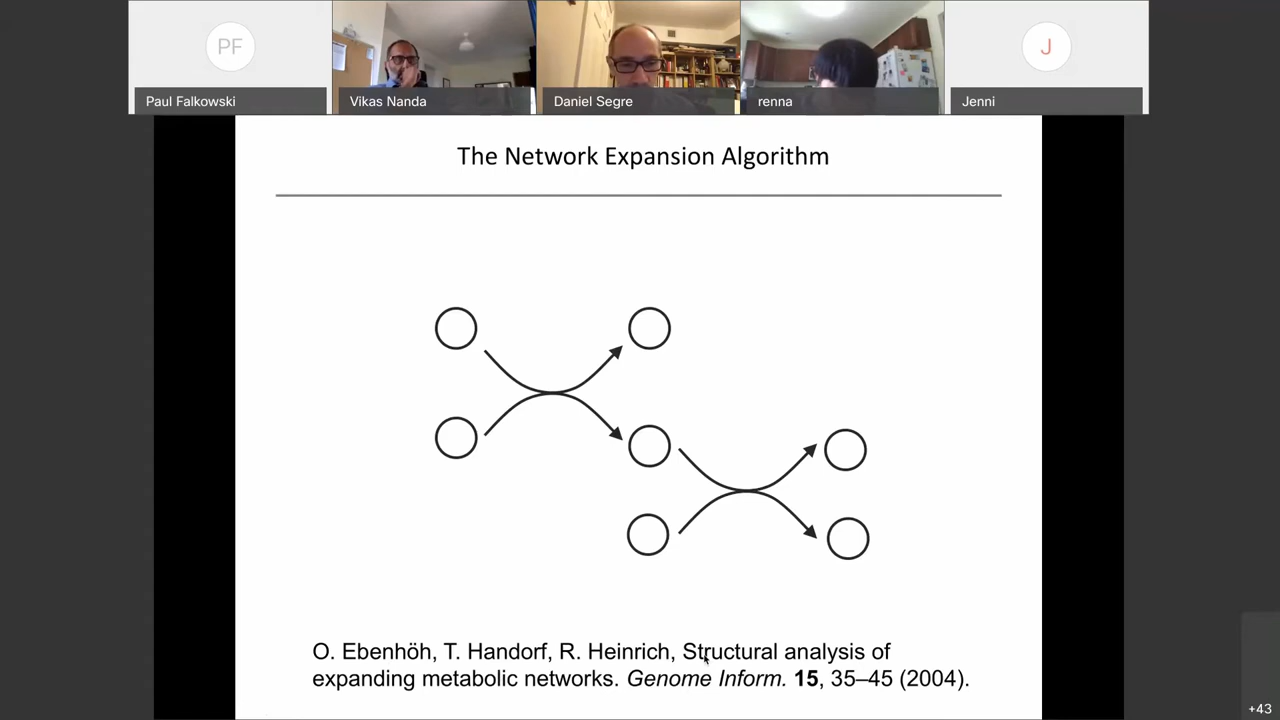 PF
J
Paul Falkowski
Vikas Nanda
Daniel Segre
renna
Jenni
The Network Expansion Algorithm
O. Ebenhöh, T. Handorf, R. Heinrich, Structural analysis of
expanding metabolic networks. Genome Inform. 15, 35–45 (2004).
+43